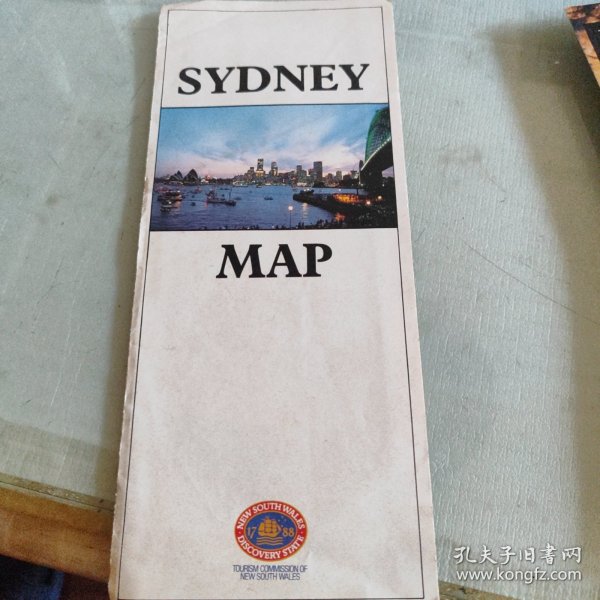 SYDNEY
MAP
NEW SOUTH WALES
17 88
DISCOVERY STATE
TOURISM COMMISSION OF
NEW SOUTH WALES
孔夫子旧书网
www.kongfz.com